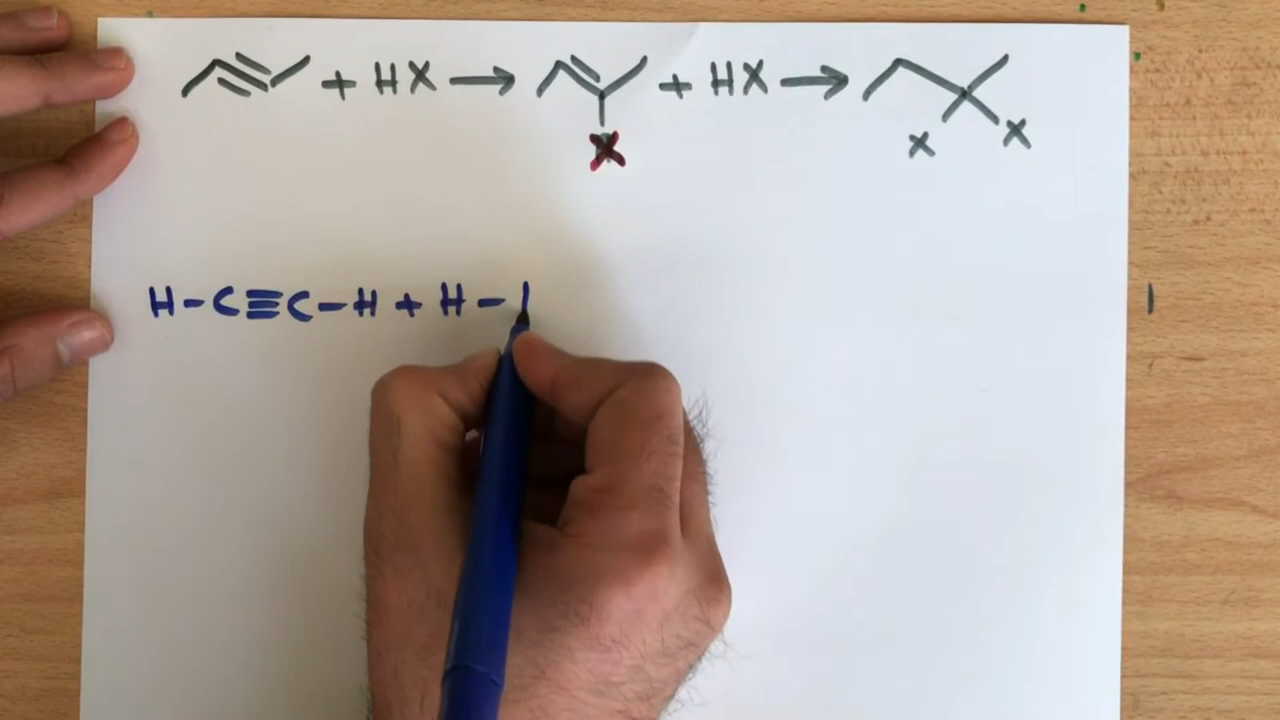 + HX → + HX →
X X X
H-C≡C-H + H-